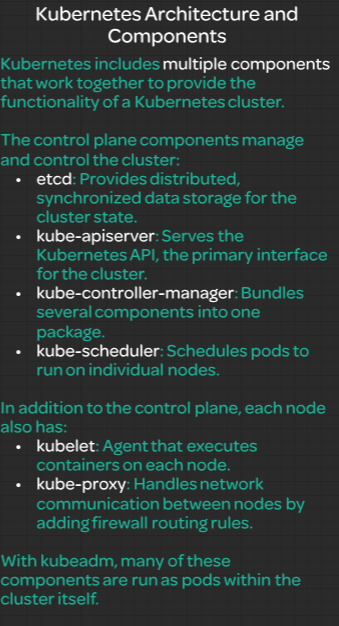 Kubernetes Architecture and
Components
Kubernetes includes multiple components
that work together to provide the
functionality of a Kubernetes cluster.
The control plane components manage
and control the cluster:
• etcd: Provides distributed,
synchronized data storage for the
cluster state.
• kube-apiserver: Serves the
Kubernetes API, the primary interface
for the cluster.
• kube-controller-manager: Bundles
several components into one
package.
• kube-scheduler: Schedules pods to
run on individual nodes.
In addition to the control plane, each node
also has:
• kubelet: Agent that executes
containers on each node.
• kube-proxy: Handles network
communication between nodes by
adding firewall routing rules.
With kubeadm, many of these
components are run as pods within the
cluster itself.